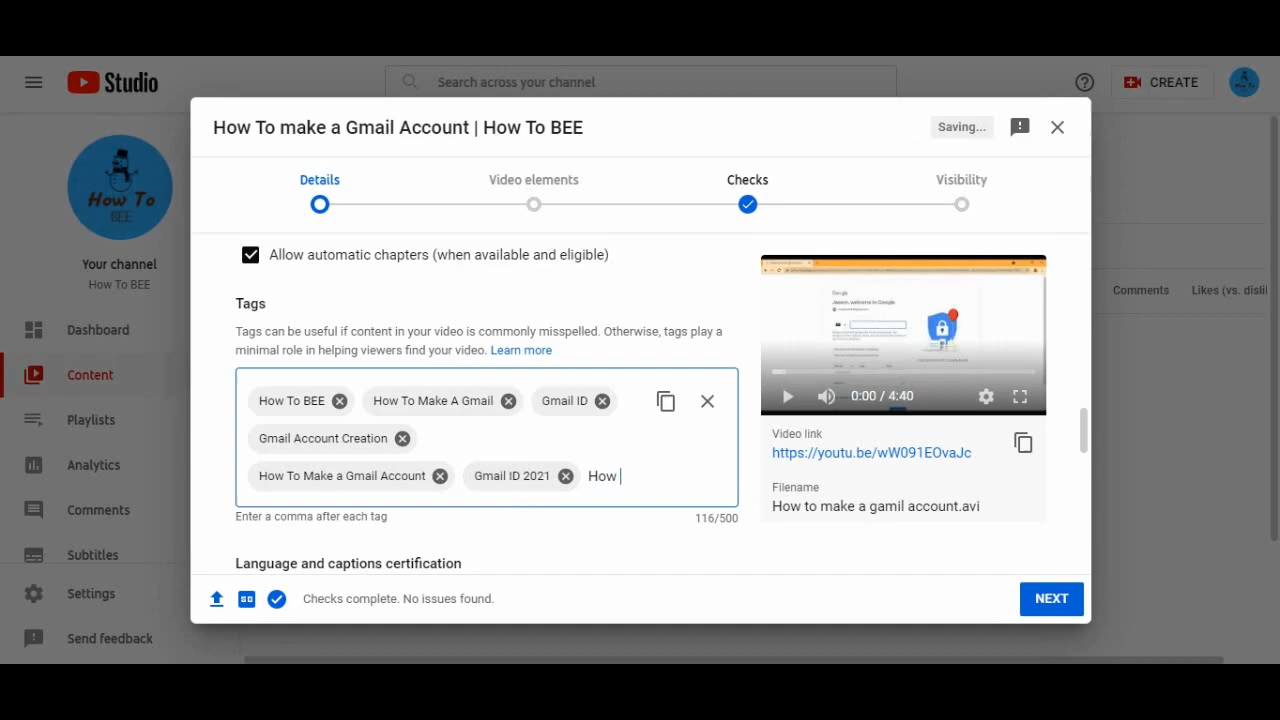 Studio
Search across your channel
CREATE
How To make a Gmail Account | How To BEE
Saving...
Details
Video elements
Checks
Visibility
How To
BEE
Your channel
How To BEE
Dashboard
Content
Playlists
Analytics
Comments
Subtitles
Settings
Send feedback
Allow automatic chapters (when available and eligible)
Tags
Tags can be useful if content in your video is commonly misspelled. Otherwise, tags play a
minimal role in helping viewers find your video. Learn more
How To BEE
How To Make A Gmail
Gmail ID
Gmail Account Creation
How To Make a Gmail Account
Gmail ID 2021
How
Enter a comma after each tag
116/500
Language and captions certification
0:00 / 4:40
Video link
https://youtu.be/wW091EOvaJc
Filename
How to make a gamil account.avi
Comments
Likes (vs. disli
SD
Checks complete. No issues found.
NEXT